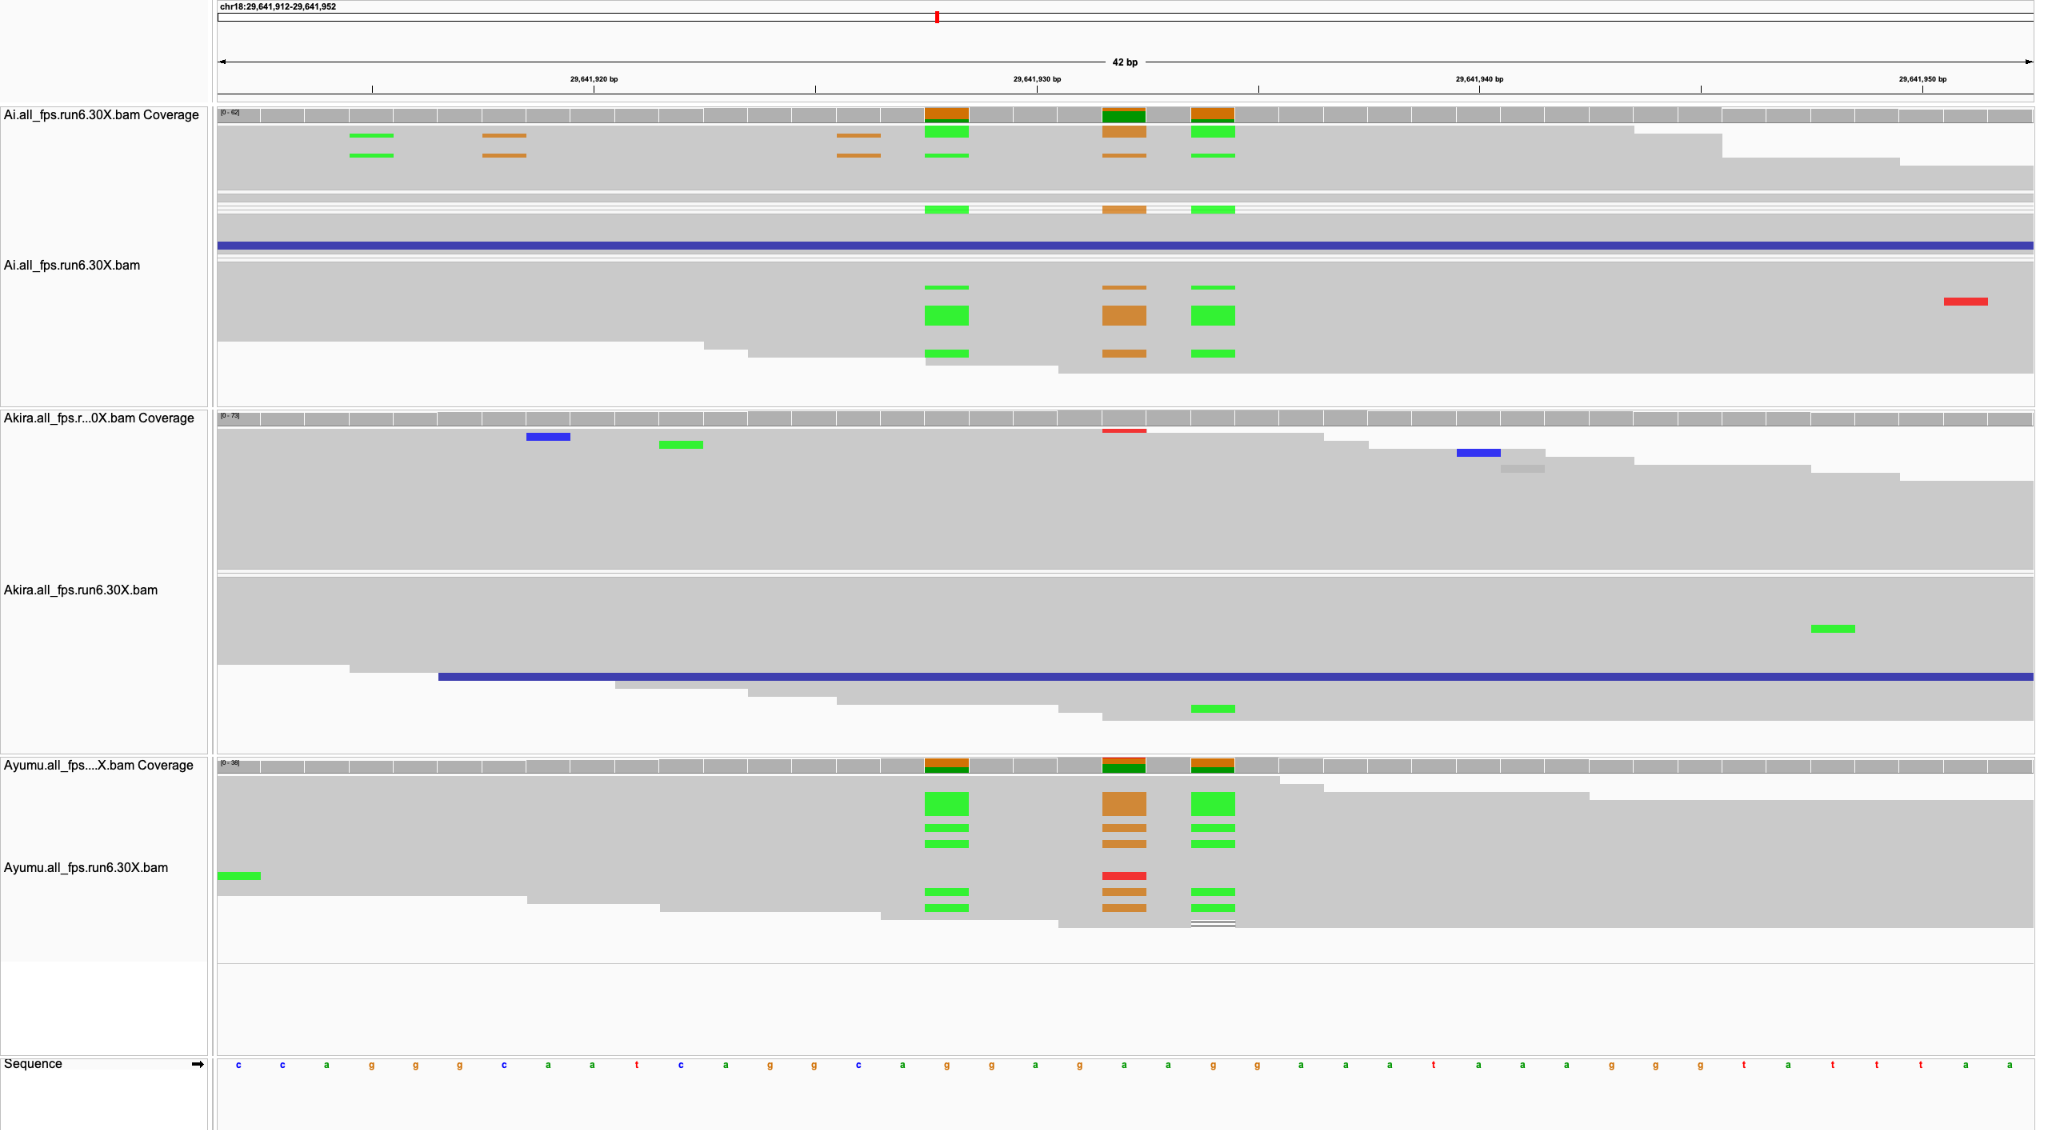 chr18:29,641,912-29,641,952
42 bp
29,641,920 bp 29,641,930 bp 29,641,940 bp 29,641,950 bp
Ai.all_fps.run6.30X.bam Coverage
[0 - 62]
Ai.all_fps.run6.30X.bam
Akira.all_fps.r...0X.bam Coverage
[0 - 73]
Akira.all_fps.run6.30X.bam
Ayumu.all_fps....X.bam Coverage
[0 - 38]
Ayumu.all_fps.run6.30X.bam
Sequence
c c a g g g c a a t c a g g c a g g a g a a g g a a a t a a a g g g t a t t t a a